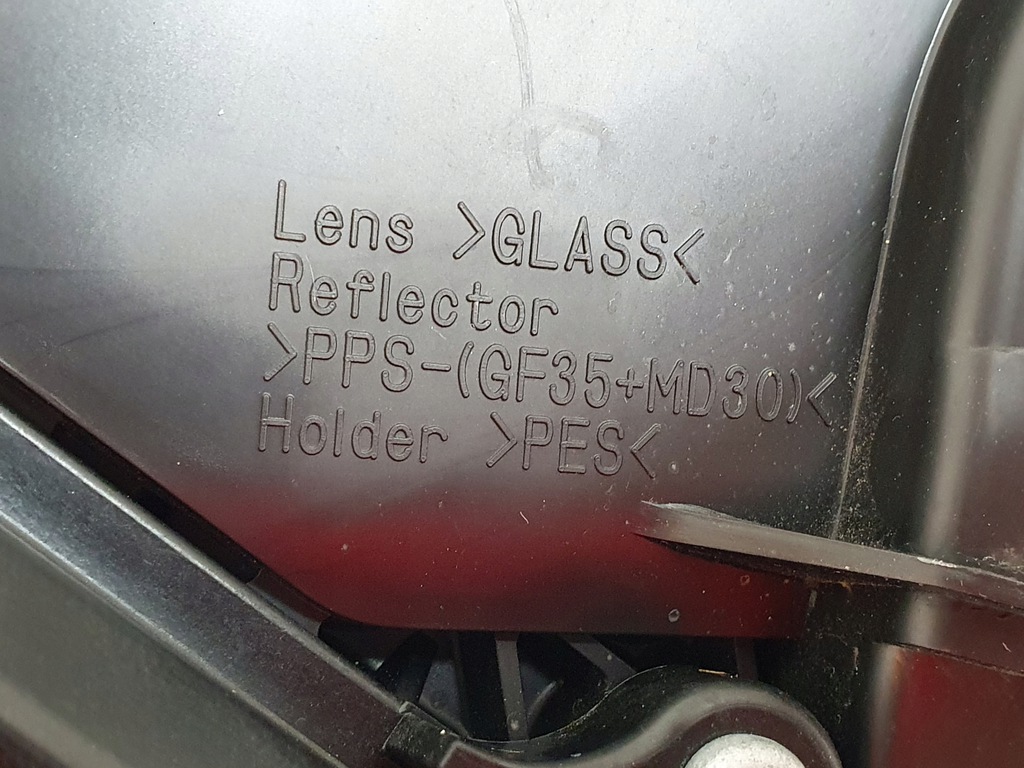 Lens >GLASS<
Reflector
>PPS-(GF35+MD30)<
Holder >PES<